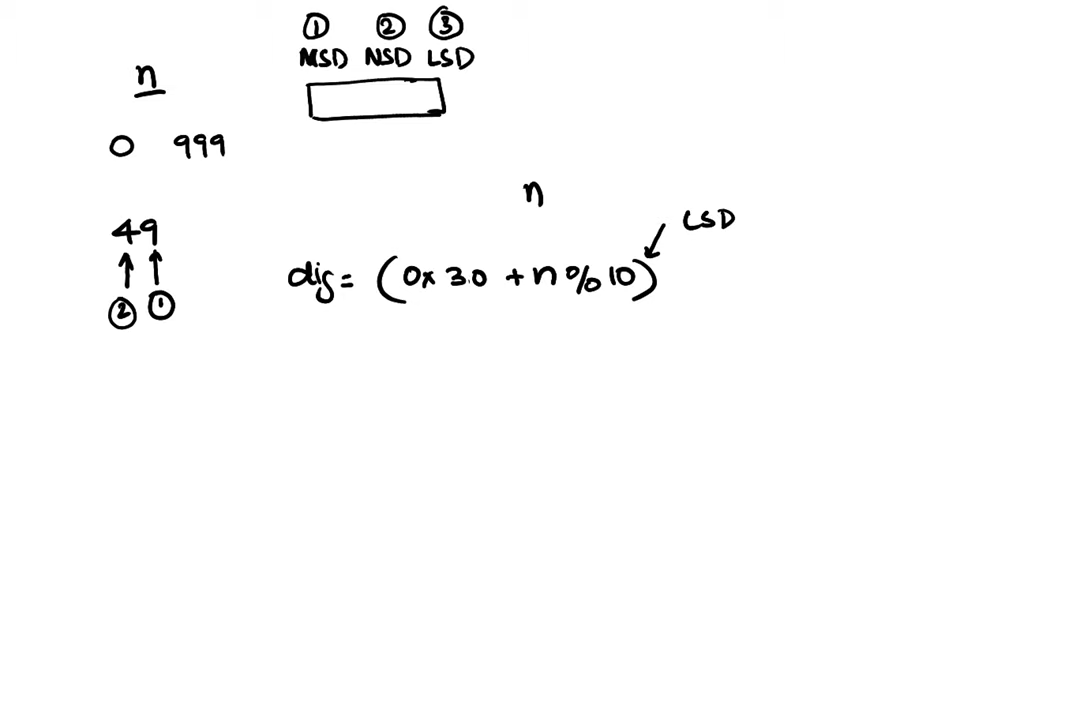 ① ② ③
MSD NSD LSD
n
0 999
n
LSD
49
dig = (0x30 + n % 10)
② ①